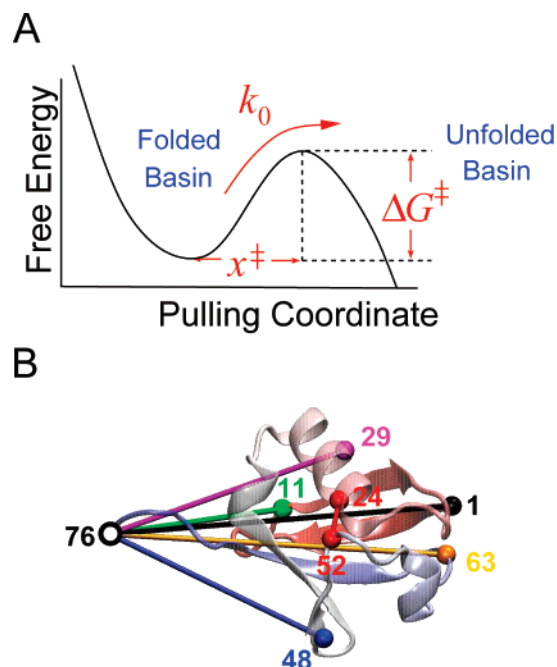 A
Free Energy
Folded
Basin
k₀
Unfolded
Basin
ΔG‡
x‡
Pulling Coordinate
B
29
11
24
1
76
52
63
48